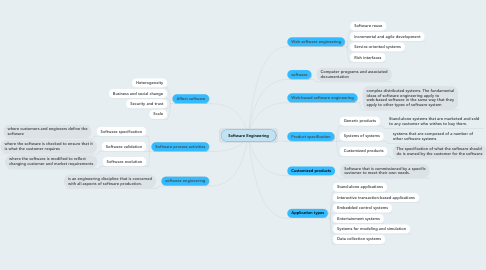 Software Engineering
Web software engineering
Software reuse
Incremental and agile development
Service-oriented systems
Rich interfaces
software
Computer programs and associated
documentation
Web-based software engineering
complex distributed systems. The fundamental
ideas of software engineering apply to
web-based software in the same way that they
apply to other types of software system
Product specification
Generic products
Stand-alone systems that are marketed and sold
to any customer who wishes to buy them.
Systems of systems
systems that are composed of a number of
other software systems.
Customized products
The specification of what the software should
do is owned by the customer for the software
Customized products
Software that is commissioned by a specific
customer to meet their own needs.
Application types
Stand-alone applications
Interactive transaction-based applications
Embedded control systems
Entertainment systems
Systems for modeling and simulation
Data collection systems
Affect software
Heterogeneity
Business and social change
Security and trust
Scale
Software process activities
Software specification
where customers and engineers define the
software
Software validation
where the software is checked to ensure that it
is what the customer requires
Software evolution
where the software is modified to reflect
changing customer and market requirements
software engineering
is an engineering discipline that is concerned
with all aspects of software production.